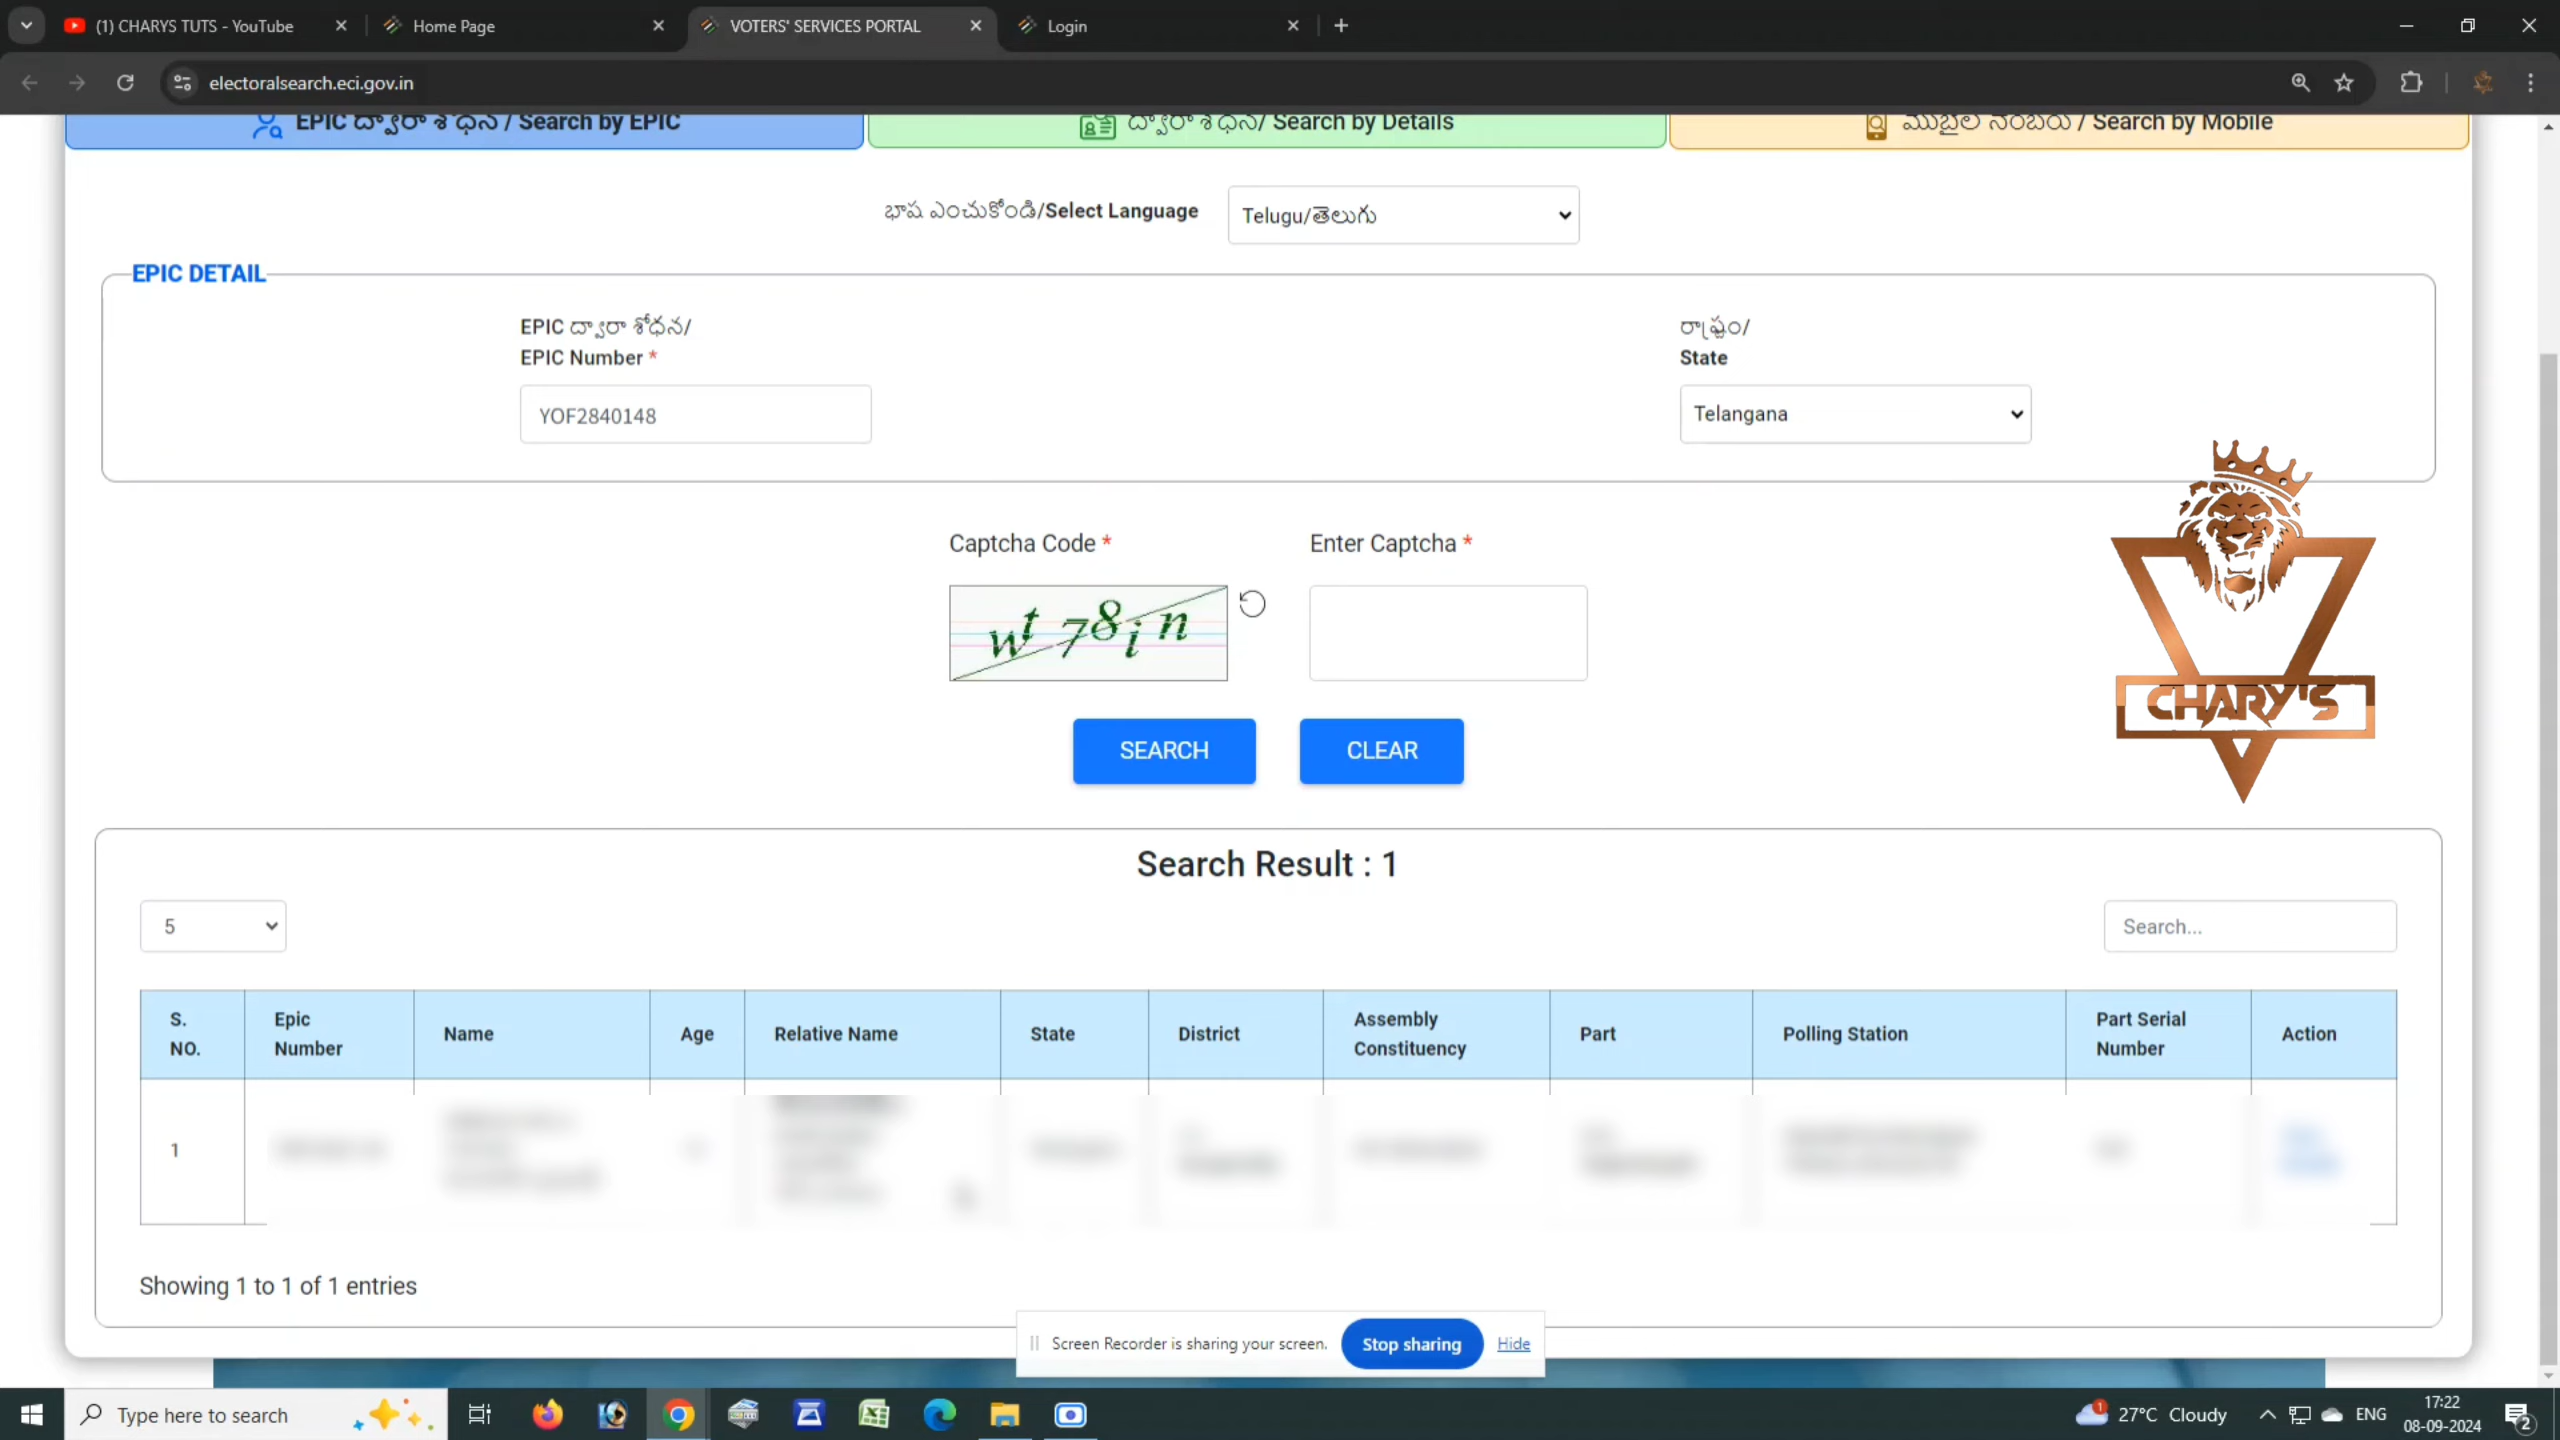 (1) CHARYS TUTS - YouTube
Home Page
VOTERS' SERVICES PORTAL
Login
electoralsearch.eci.gov.in
EPIC ద్వారా శోధన / Search by EPIC
ద్వారా శోధన/ Search by Details
ముబైల్ నంబరు / Search by Mobile
భాష ఎంచుకోండి/Select Language
Telugu/తెలుగు
EPIC DETAIL
EPIC ద్వారా శోధన/
EPIC Number *
YOF2840148
రాష్ట్రం/
State
Telangana
Captcha Code *
Enter Captcha *
wt78in
SEARCH
CLEAR
CHARY'S
Search Result : 1
5
Search...
S. NO.
Epic Number
Name
Age
Relative Name
State
District
Assembly Constituency
Part
Polling Station
Part Serial Number
Action
1
Showing 1 to 1 of 1 entries
Screen Recorder is sharing your screen.
Stop sharing
Hide
Type here to search
1
27°C Cloudy
ENG
17:22
08-09-2024
2